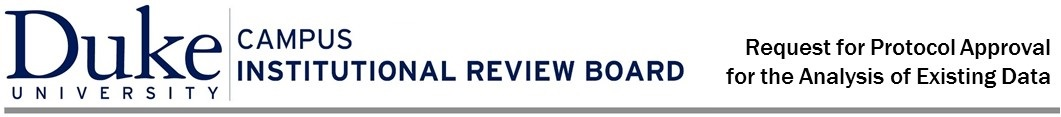 Duke
UNIVERSITY
CAMPUS
INSTITUTIONAL REVIEW BOARD
Request for Protocol Approval
for the Analysis of Existing Data